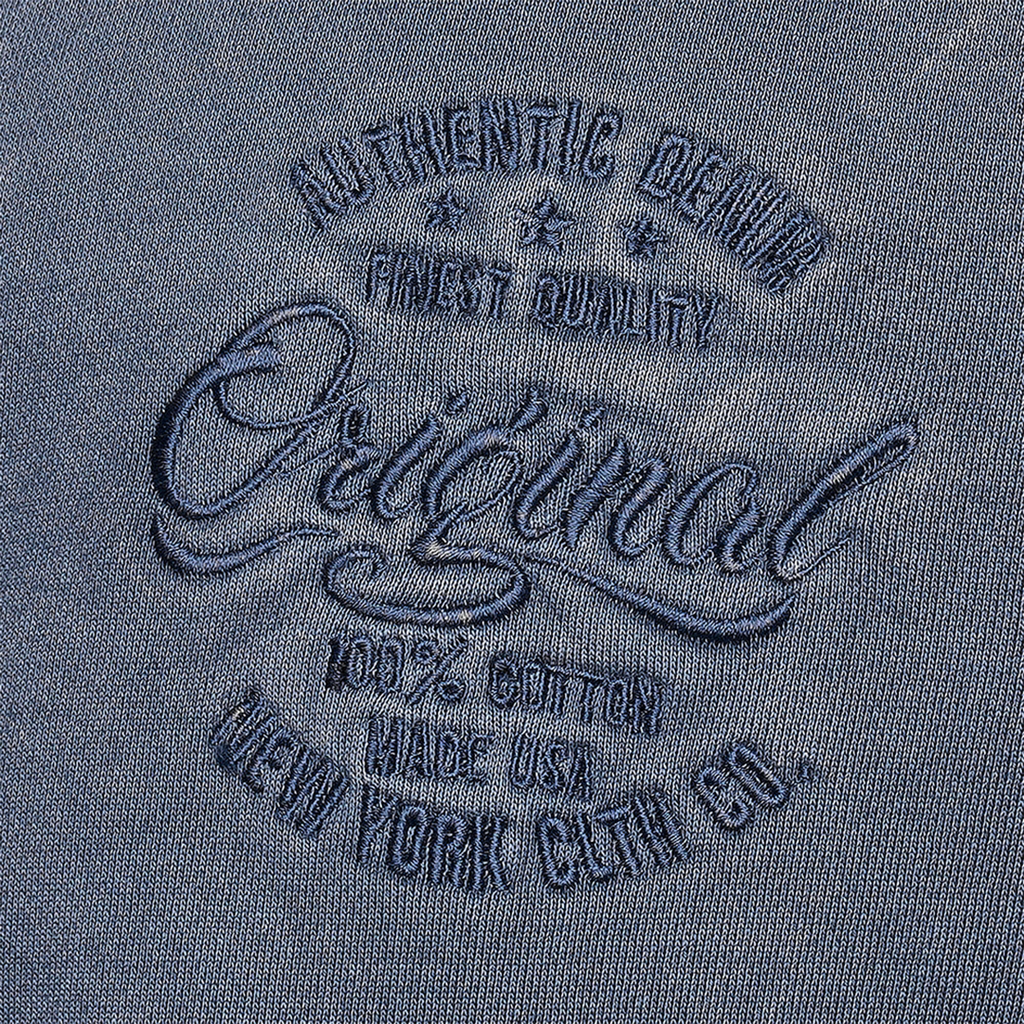 AUTHENTIC DENIM
FINEST QUALITY
Original
100% COTTON
MADE USA
NEW YORK CLTH CO.